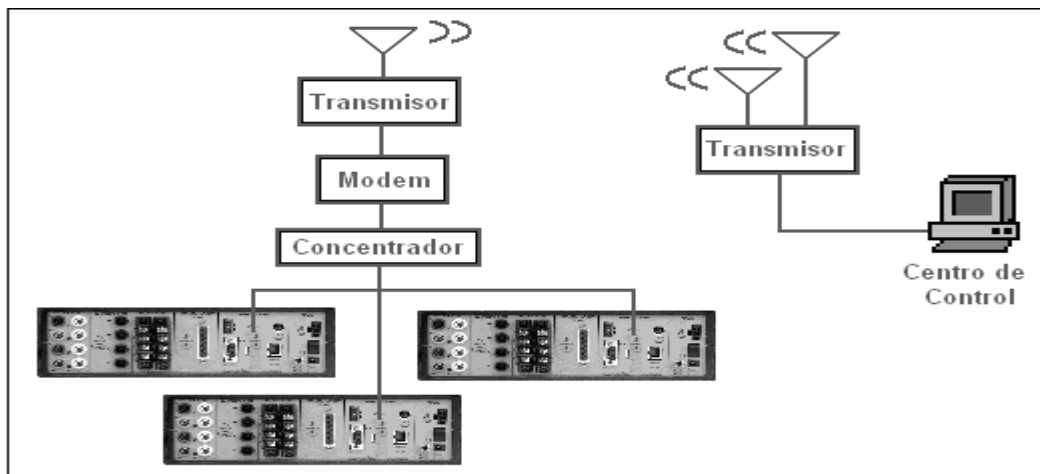 Transmisor
Modem
Concentrador
Transmisor
Centro de
Control